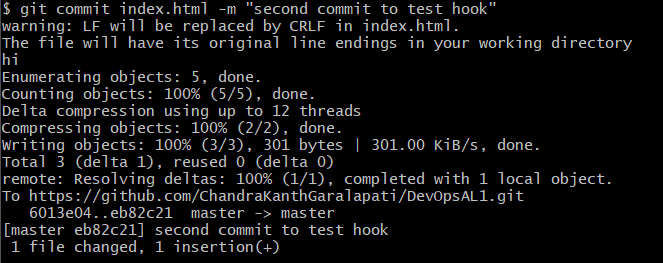 $ git commit index.html -m "second commit to test hook"
warning: LF will be replaced by CRLF in index.html.
The file will have its original line endings in your working directory
hi
Enumerating objects: 5, done.
Counting objects: 100% (5/5), done.
Delta compression using up to 12 threads
Compressing objects: 100% (2/2), done.
Writing objects: 100% (3/3), 301 bytes | 301.00 KiB/s, done.
Total 3 (delta 1), reused 0 (delta 0)
remote: Resolving deltas: 100% (1/1), completed with 1 local object.
To https://github.com/ChandraKanthGaralapati/DevOpsAL1.git
   6013e04..eb82c21  master -> master
[master eb82c21] second commit to test hook
 1 file changed, 1 insertion(+)